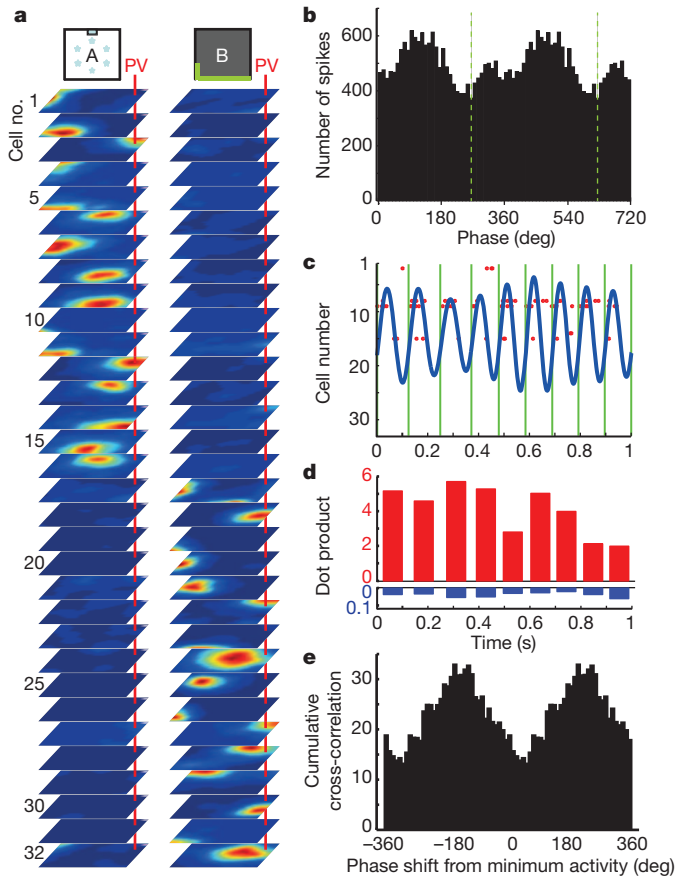 a
A
B
PV
PV
Cell no.
1
5
10
15
20
25
30
32
b
Number of spikes
600
400
200
0
0
180
360
540
720
Phase (deg)
c
Cell number
1
10
20
30
0
0.2
0.4
0.6
0.8
1
d
Dot product
6
4
2
0
0
0.1
0
0.2
0.4
0.6
0.8
1
Time (s)
e
Cumulative
cross-correlation
30
20
10
0
−360
−180
0
180
360
Phase shift from minimum activity (deg)